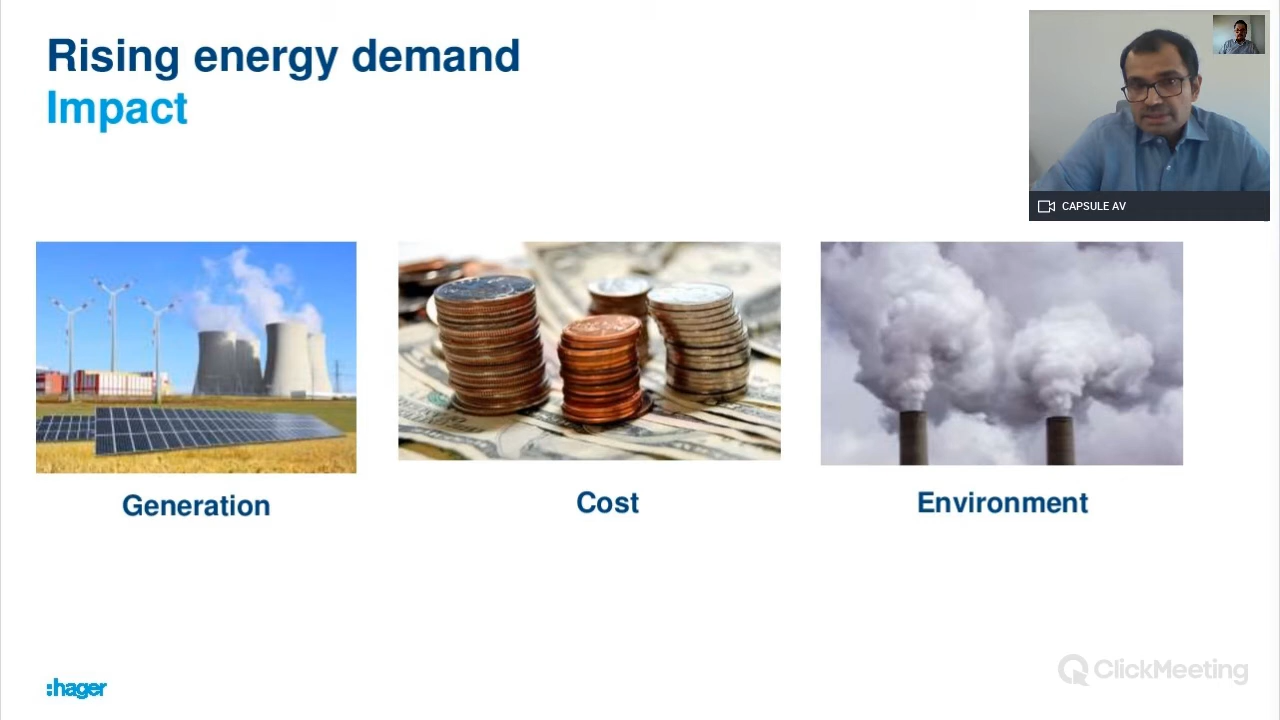 Rising energy demand
Impact
CAPSULE AV
Generation
Cost
Environment
:hager
ClickMeeting